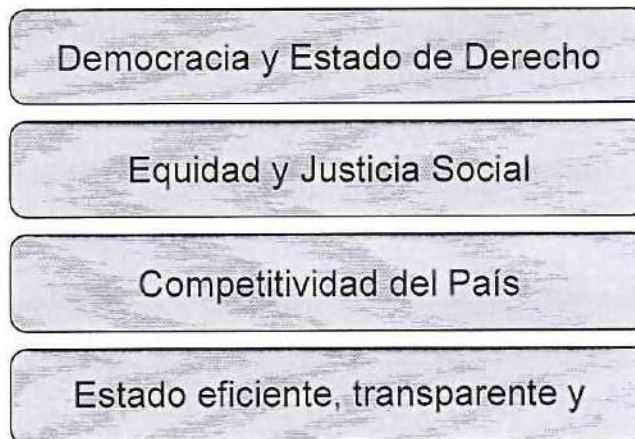 Democracia y Estado de Derecho
Equidad y Justicia Social
Competitividad del País
Estado eficiente, transparente y